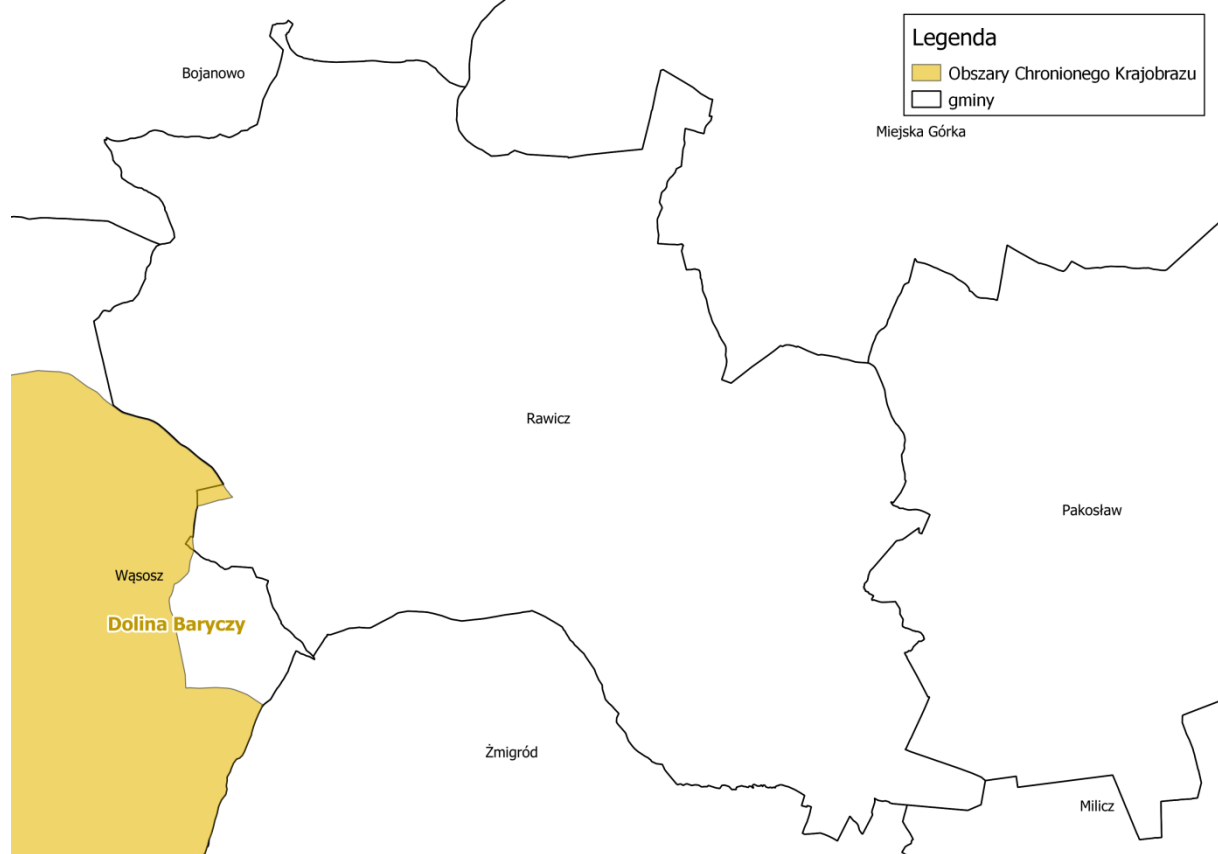 Legenda
Obszary Chronionego Krajobrazu
gminy
Bojanowo
Miejska Górka
Rawicz
Pakosław
Wąsosz
Dolina Baryczy
Żmigród
Milicz